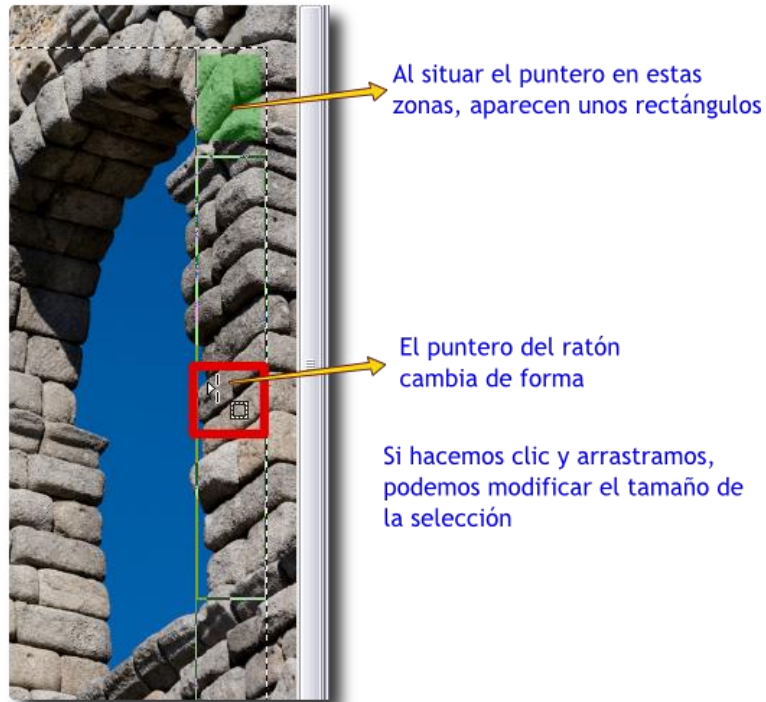 Al situar el puntero en estas
zonas, aparecen unos rectángulos
El puntero del ratón
cambia de forma
Si hacemos clic y arrastramos,
podemos modificar el tamaño de
la selección